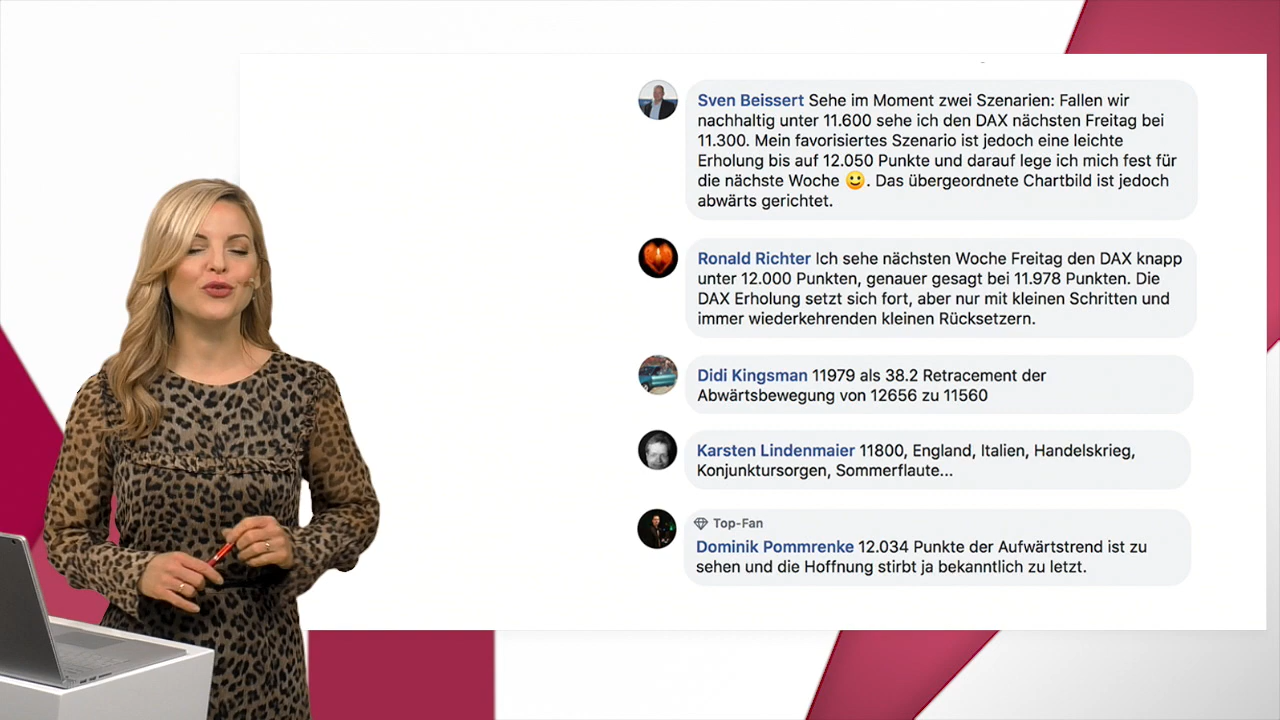 Sven Beissert Sehe im Moment zwei Szenarien: Fallen wir
nachhaltig unter 11.600 sehe ich den DAX nächsten Freitag bei
11.300. Mein favorisiertes Szenario ist jedoch eine leichte
Erholung bis auf 12.050 Punkte und darauf lege ich mich fest für
die nächste Woche 🙂. Das übergeordnete Chartbild ist jedoch
abwärts gerichtet.
Ronald Richter Ich sehe nächsten Woche Freitag den DAX knapp
unter 12.000 Punkten, genauer gesagt bei 11.978 Punkten. Die
DAX Erholung setzt sich fort, aber nur mit kleinen Schritten und
immer wiederkehrenden kleinen Rücksetzern.
Didi Kingsman 11979 als 38.2 Retracement der
Abwärtsbewegung von 12656 zu 11560
Karsten Lindenmaier 11800, England, Italien, Handelskrieg,
Konjunktursorgen, Sommerflaute...
Top-Fan
Dominik Pommrenke 12.034 Punkte der Aufwärtstrend ist zu
sehen und die Hoffnung stirbt ja bekanntlich zu letzt.